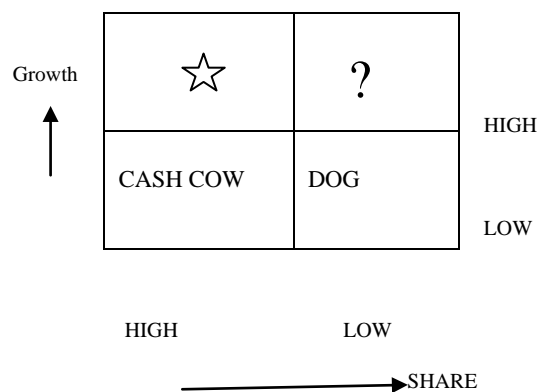 ?
Growth
HIGH
CASH COW DOG
LOW
HIGH LOW
SHARE